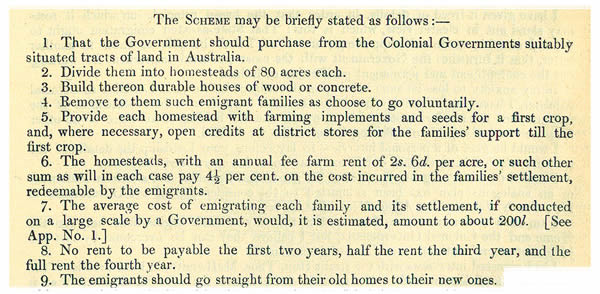 The SCHEME may be briefly stated as follows:—
1. That the Government should purchase from the Colonial Governments suitably
situated tracts of land in Australia.
2. Divide them into homesteads of 80 acres each.
3. Build thereon durable houses of wood or concrete.
4. Remove to them such emigrant families as choose to go voluntarily.
5. Provide each homestead with farming implements and seeds for a first crop,
and, where necessary, open credits at district stores for the families' support till the
first crop.
6. The homesteads, with an annual fee farm rent of 2s. 6d. per acre, or such other
sum as will in each case pay 4½ per cent. on the cost incurred in the families' settlement,
redeemable by the emigrants.
7. The average cost of emigrating each family and its settlement, if conducted
on a large scale by a Government, would, it is estimated, amount to about 200l. [See
App. No. 1.]
8. No rent to be payable the first two years, half the rent the third year, and the
full rent the fourth year.
9. The emigrants should go straight from their old homes to their new ones.